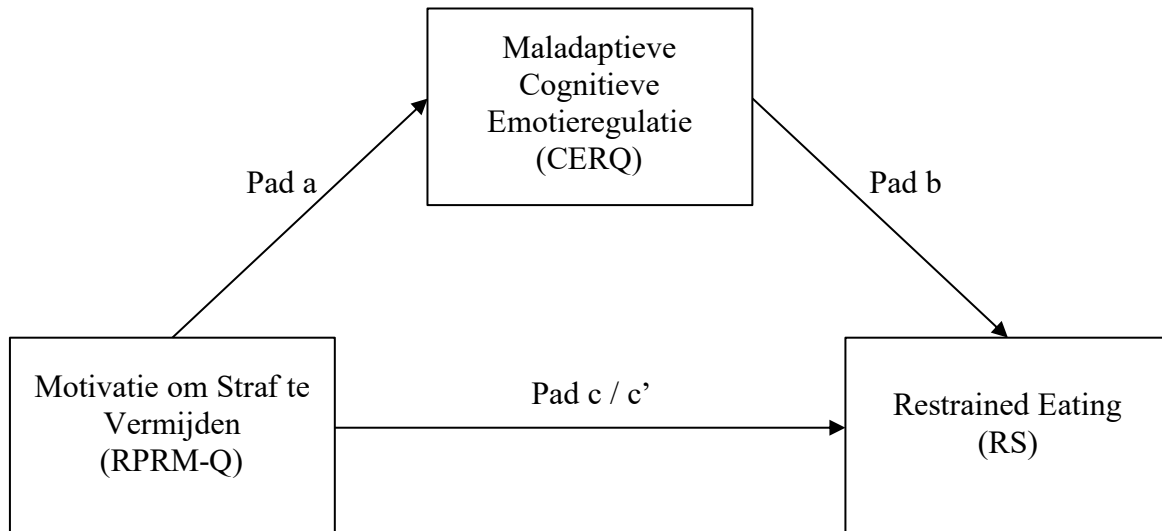 Maladaptieve
Cognitieve
Emotieregulatie
(CERQ)
Pad a
Pad b
Motivatie om Straf te
Vermijden
(RPRM-Q)
Pad c / c’
Restrained Eating
(RS)